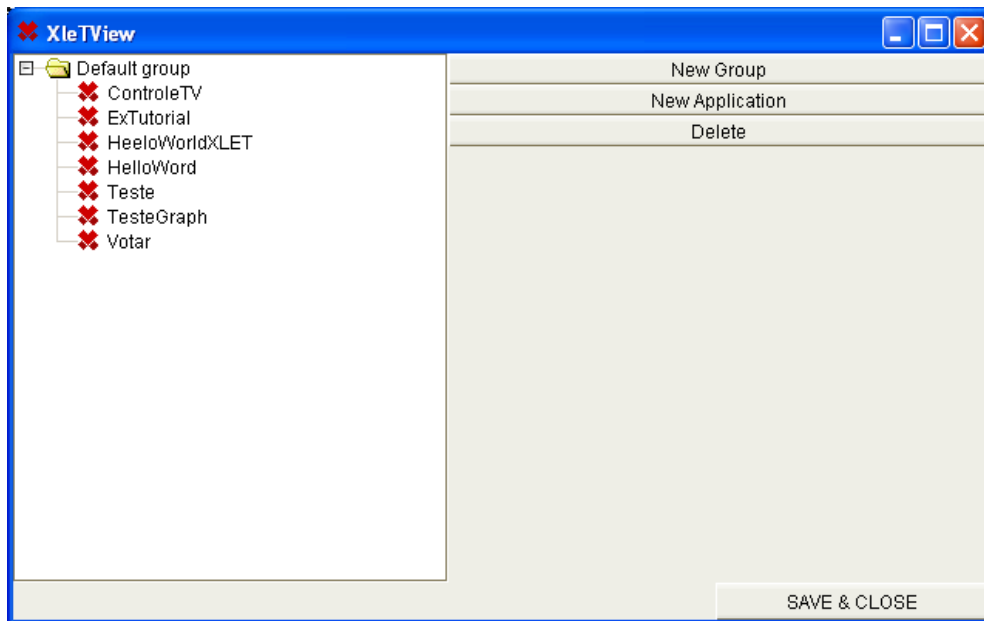 XleTView
Default group
ControleTV
ExTutorial
HeeloWorldXLET
HelloWord
Teste
TesteGraph
Votar
New Group
New Application
Delete
SAVE & CLOSE